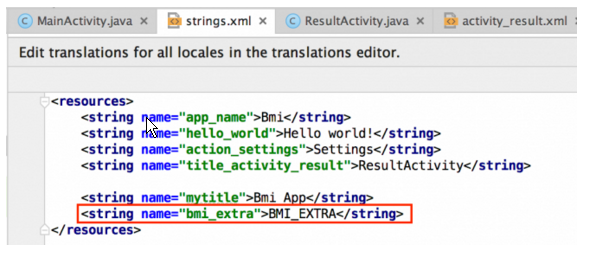 MainActivity.java × strings.xml × ResultActivity.java × activity_result.xml
Edit translations for all locales in the translations editor.
<resources>
<string name="app_name">Bmi</string>
<string name="hello_world">Hello world!</string>
<string name="action_settings">Settings</string>
<string name="title_activity_result">ResultActivity</string>
<string name="mytitle">Bmi App</string>
<string name="bmi_extra">BMI_EXTRA</string>
</resources>